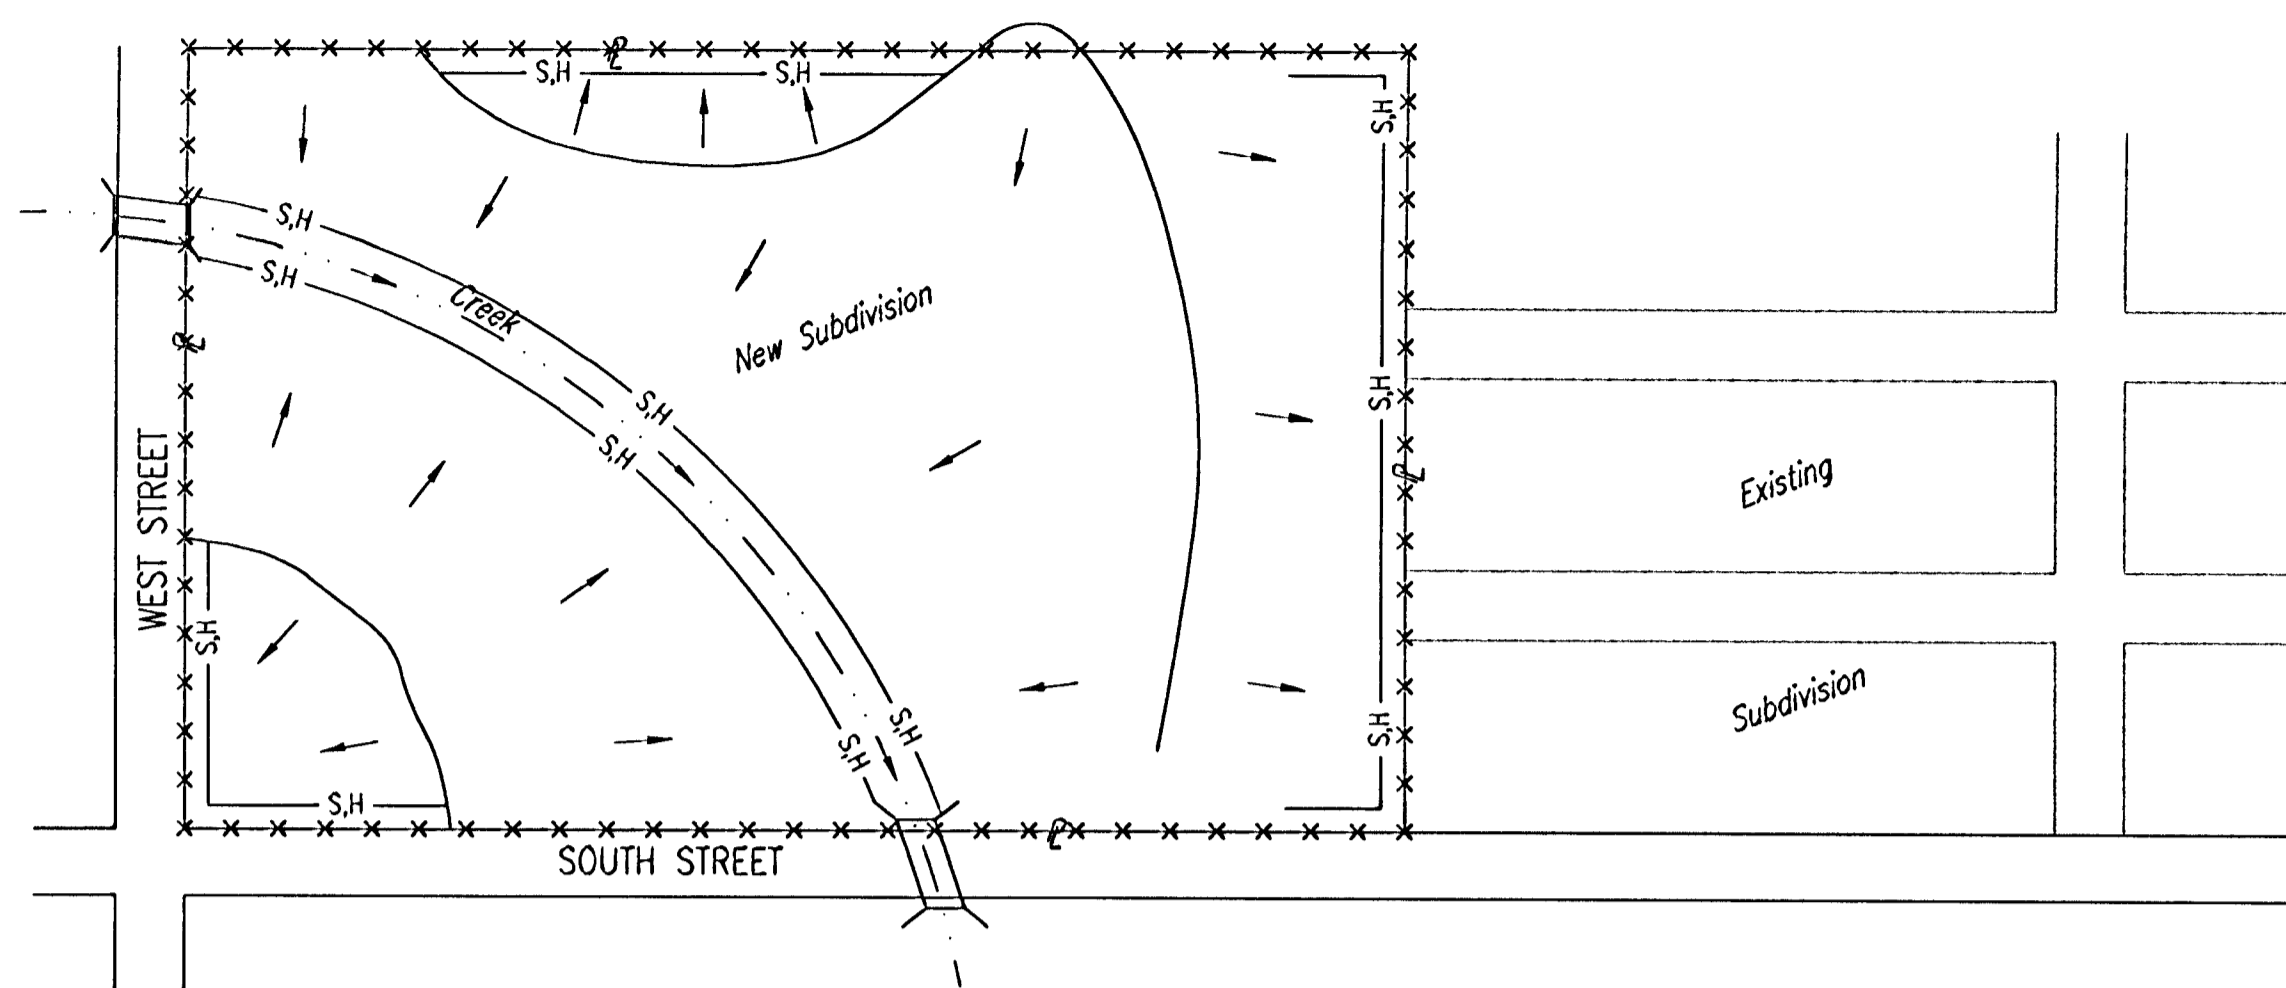 ℄
S,H
S,H
S,H
S,H
S,H
Creek
New Subdivision
℄
S,H
S,H
S,H
℄
Existing
WEST STREET
S,H
Subdivision
S,H
S,H
S,H
S,H
SOUTH STREET
℄